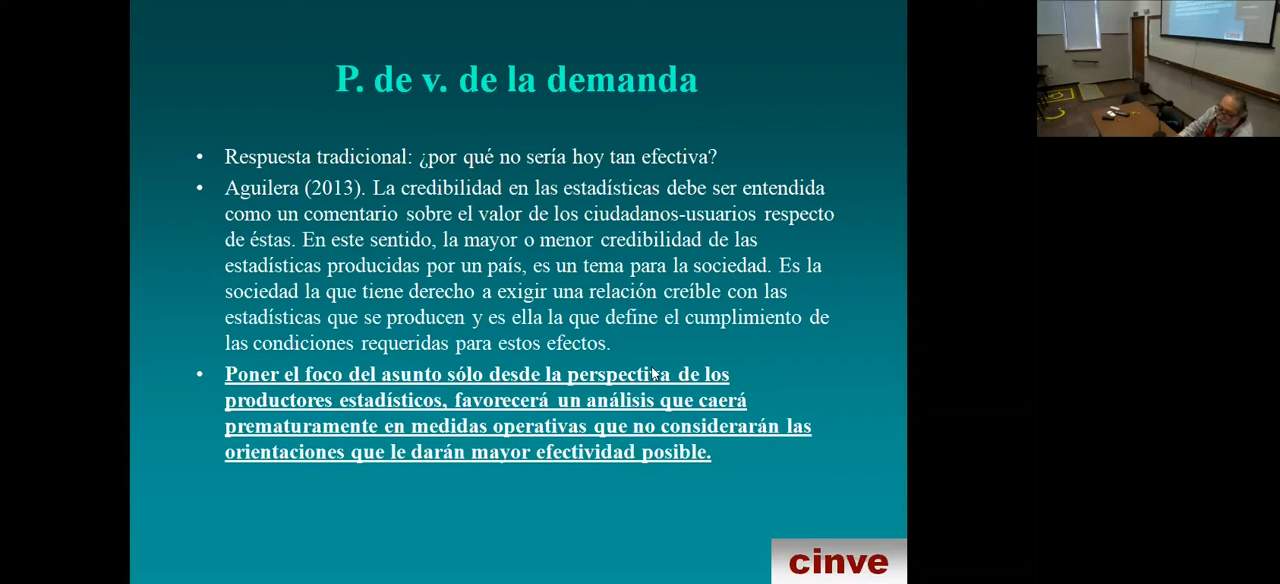 P. de v. de la demanda
• Respuesta tradicional: ¿por qué no sería hoy tan efectiva?
• Aguilera (2013). La credibilidad en las estadísticas debe ser entendida
como un comentario sobre el valor de los ciudadanos-usuarios respecto
de éstas. En este sentido, la mayor o menor credibilidad de las
estadísticas producidas por un país, es un tema para la sociedad. Es la
sociedad la que tiene derecho a exigir una relación creíble con las
estadísticas que se producen y es ella la que define el cumplimiento de
las condiciones requeridas para estos efectos.
• Poner el foco del asunto sólo desde la perspectiva de los
productores estadísticos, favorecerá un análisis que caerá
prematuramente en medidas operativas que no considerarán las
orientaciones que le darán mayor efectividad posible.
cinve